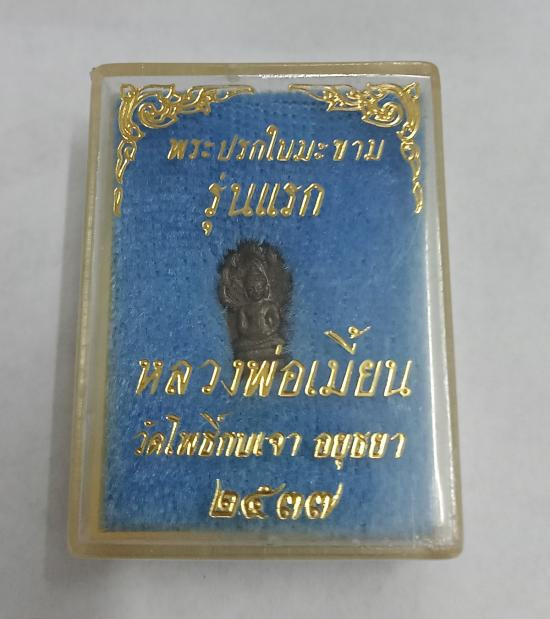 พระปรกใบมะขาม
รุ่นแรก
หลวงพ่อเมี้ยน
วัดโพธิ์กบเจา อยุธยา
๒๕๓๗